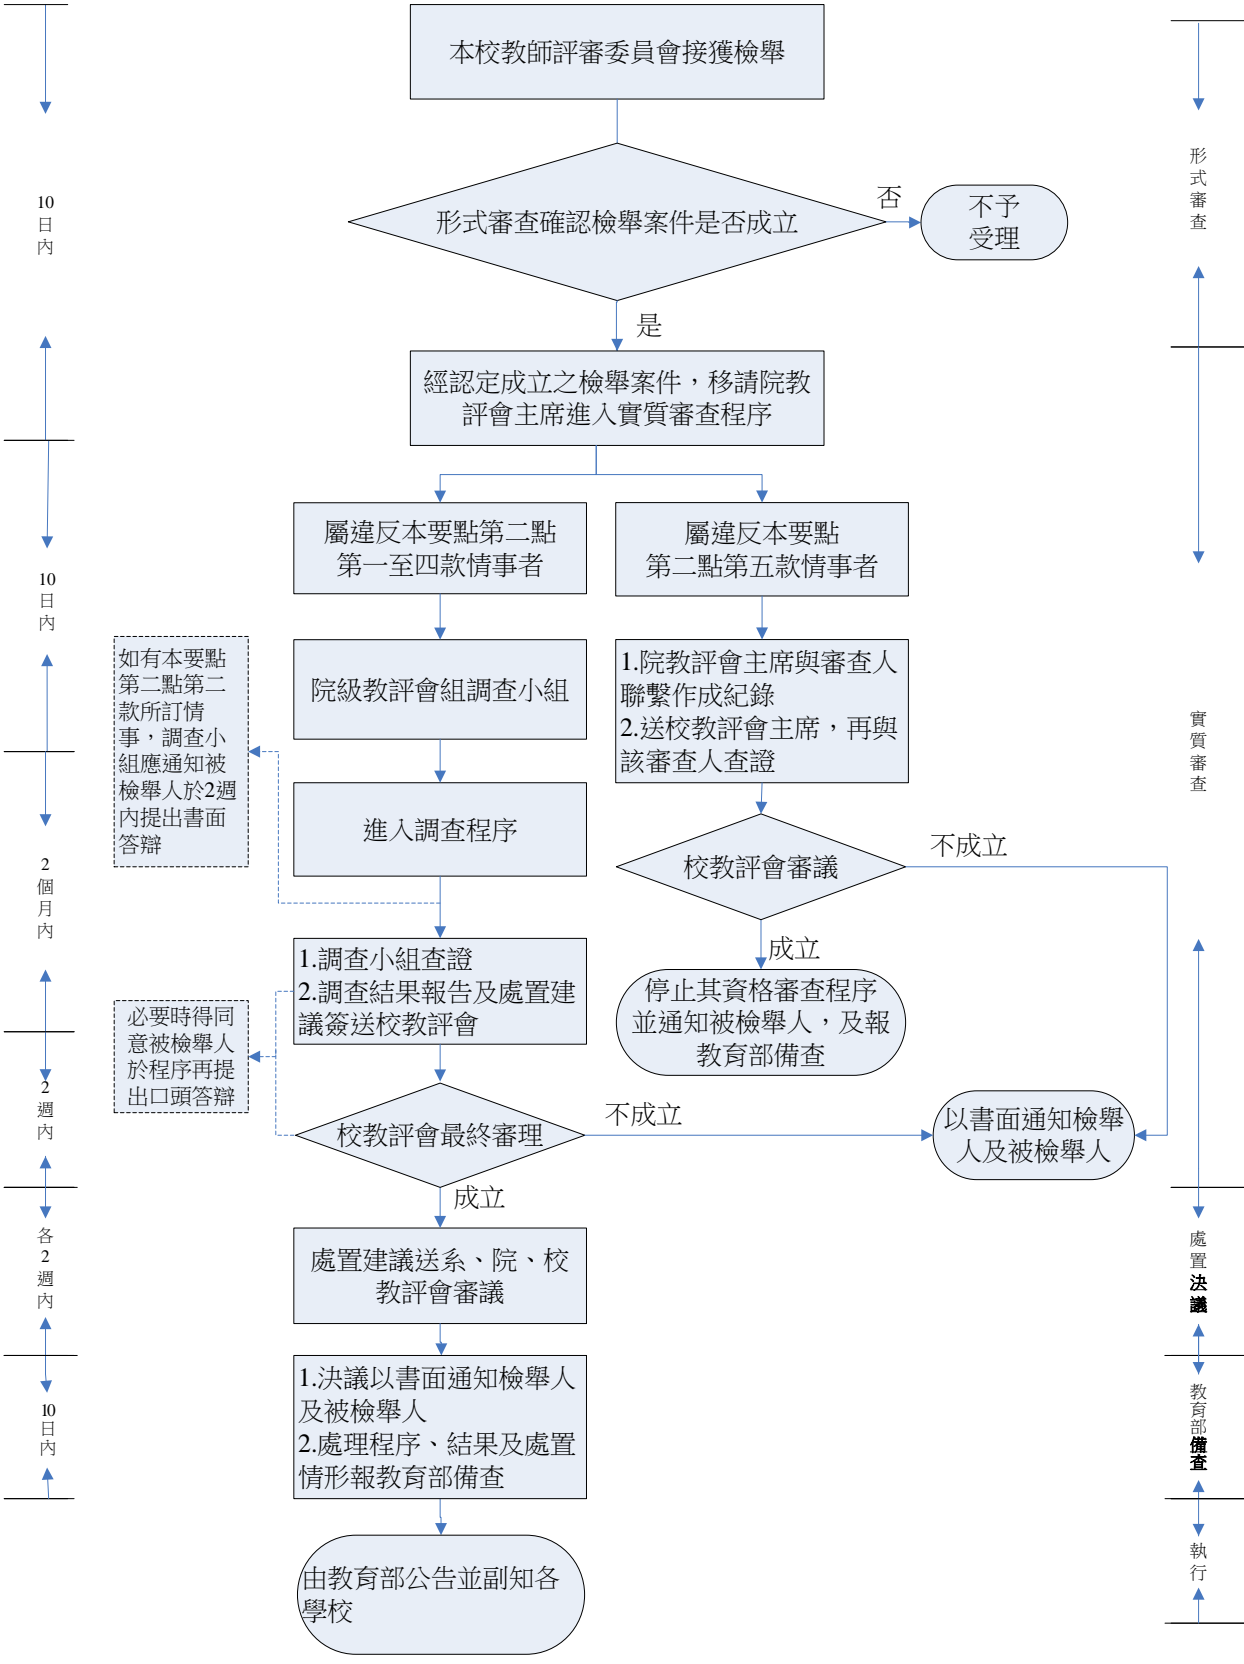 本校教師評審委員會接獲檢舉
形式審查確認檢舉案件是否成立
否
不予
受理
是
經認定成立之檢舉案件，移請院教
評會主席進入實質審查程序
屬違反本要點第二點
第一至四款情事者
屬違反本要點
第二點第五款情事者
院級教評會組調查小組
1.院教評會主席與審查人
聯繫作成紀錄
2.送校教評會主席，再與
該審查人查證
如有本要點
第二點第二
款所訂情
事，調查小
組應通知被
檢舉人於2週
內提出書面
答辯
進入調查程序
校教評會審議
不成立
成立
1.調查小組查證
2.調查結果報告及處置建
議簽送校教評會
停止其資格審查程序
並通知被檢舉人，及報
教育部備查
必要時得同
意被檢舉人
於程序再提
出口頭答辯
校教評會最終審理
不成立
以書面通知檢舉
人及被檢舉人
成立
處置建議送系、院、校
教評會審議
1.決議以書面通知檢舉人
及被檢舉人
2.處理程序、結果及處置
情形報教育部備查
由教育部公告並副知各
學校
10日內
10日內
2個月內
2週內
各2週內
10日內
形式審查
實質審查
處置決議
教育部備查
執行